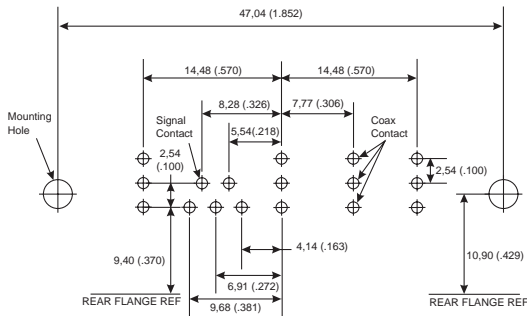 47,04 (1.852)
14,48 (.570)
14,48 (.570)
8,28 (.326)
7,77 (.306)
Mounting
Hole
Signal
Contact
Coax
Contact
5,54(.218)
2,54
(.100)
2,54 (.100)
4,14 (.163)
9,40 (.370)
10,90 (.429)
6,91 (.272)
REAR FLANGE REF
REAR FLANGE REF
9,68 (.381)